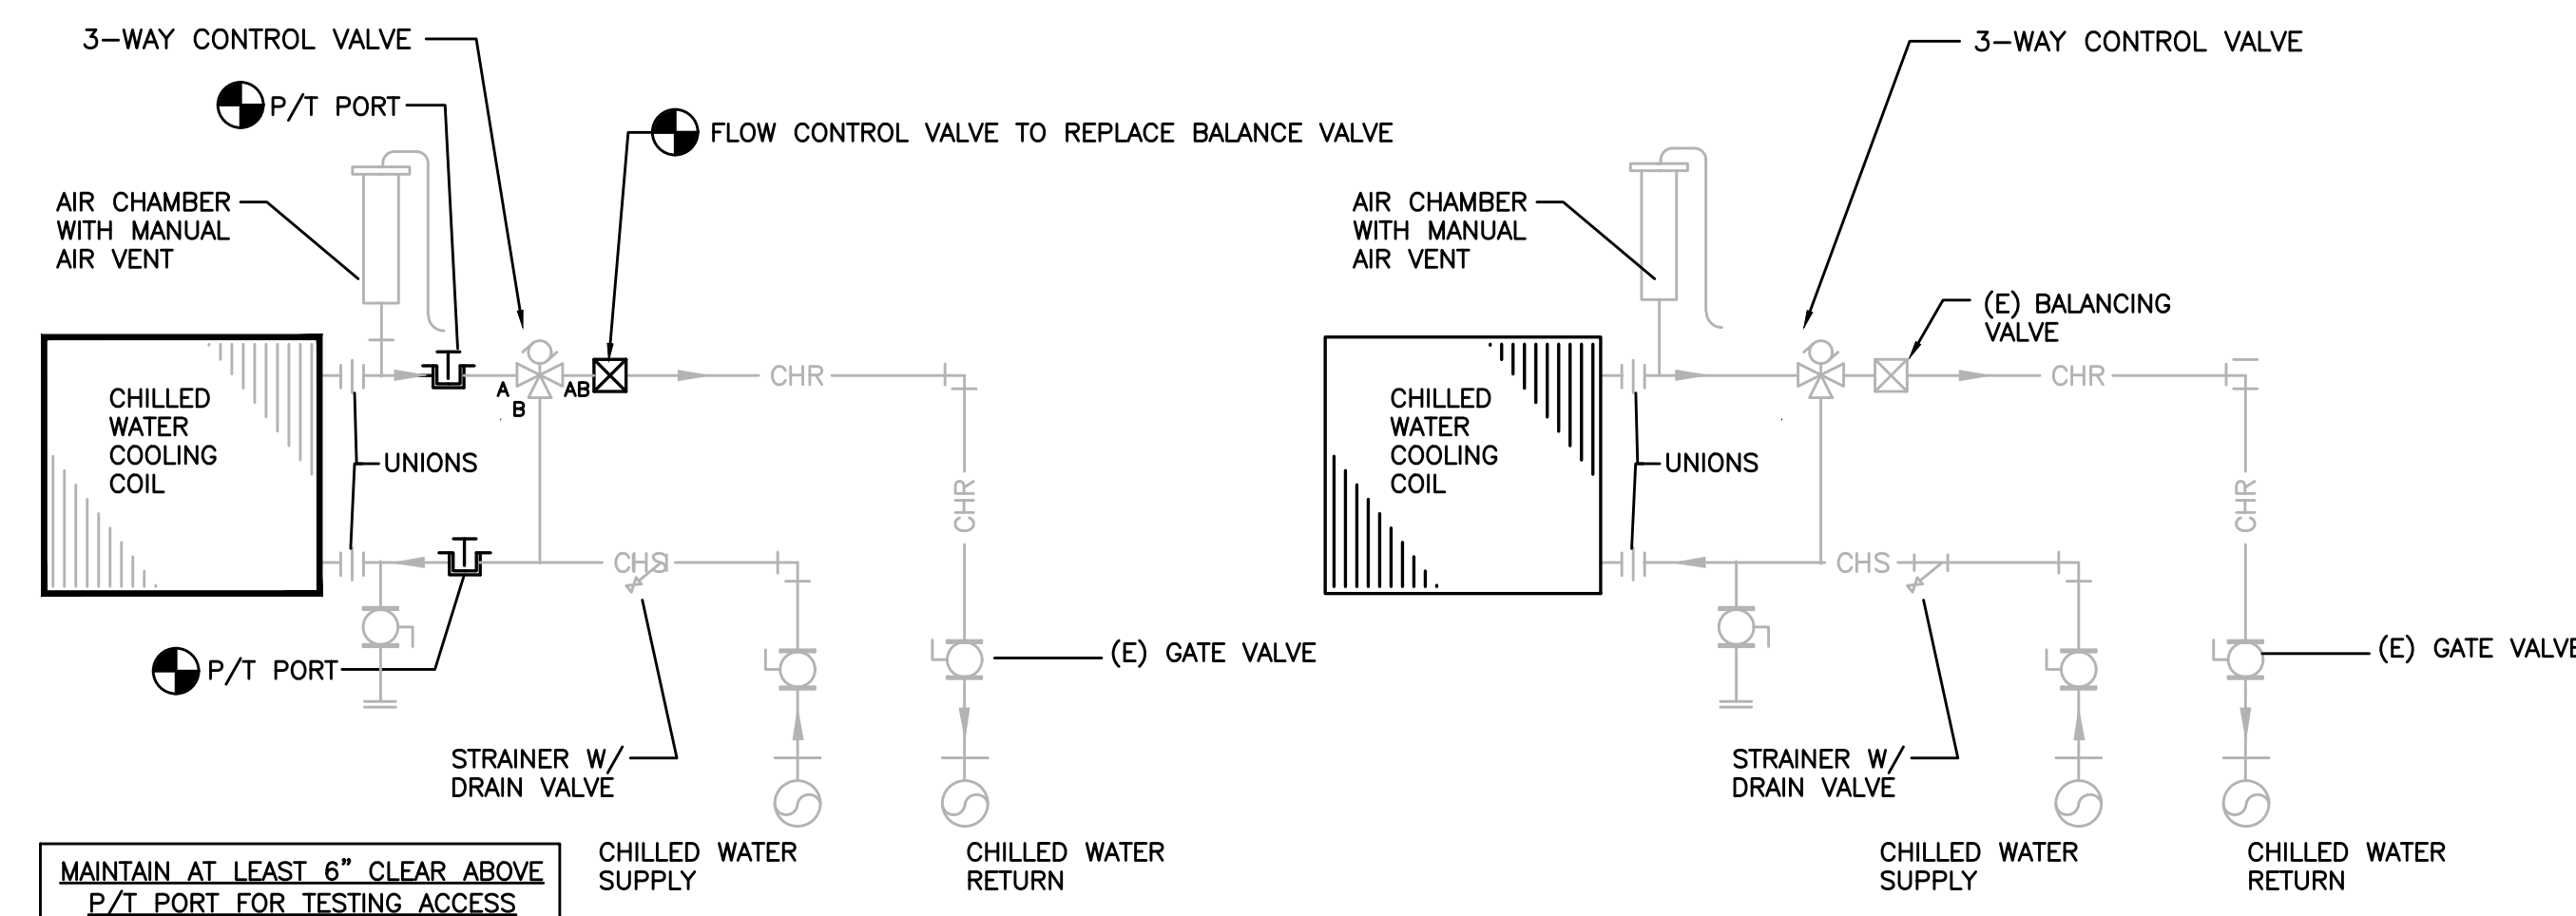 3-WAY CONTROL VALVE
P/T PORT
FLOW CONTROL VALVE TO REPLACE BALANCE VALVE
AIR CHAMBER
WITH MANUAL
AIR VENT
CHILLED
WATER
COOLING
COIL
A
B
AB
CHR
UNIONS
CHR
CHS
P/T PORT
(E) GATE VALVE
STRAINER W/
DRAIN VALVE
CHILLED WATER
SUPPLY
CHILLED WATER
RETURN
MAINTAIN AT LEAST 6" CLEAR ABOVE
P/T PORT FOR TESTING ACCESS
3-WAY CONTROL VALVE
AIR CHAMBER
WITH MANUAL
AIR VENT
(E) BALANCING
VALVE
CHILLED
WATER
COOLING
COIL
CHR
UNIONS
CHR
CHS
(E) GATE VALVE
STRAINER W/
DRAIN VALVE
CHILLED WATER
SUPPLY
CHILLED WATER
RETURN